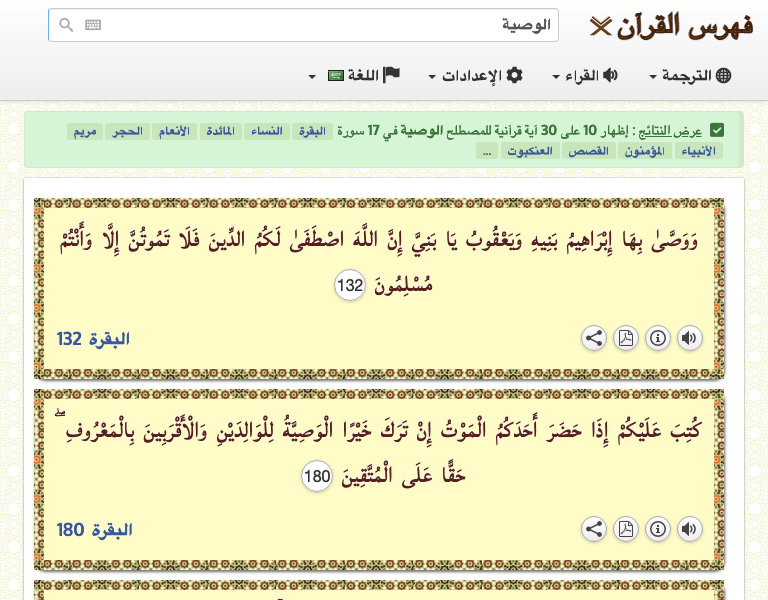 فهرس القرآن
الوصية
الترجمة القراء الإعدادات اللغة
عرض النتائج : إظهار 10 على 30 آية قرآنية للمصطلح الوصية في 17 سورة البقرة النساء المائدة الأنعام الحجر مريم
الأنبياء المؤمنون القصص العنكبوت ...
وَوَصَّىٰ بِهَا إِبْرَاهِيمُ بَنِيهِ وَيَعْقُوبُ يَا بَنِيَّ إِنَّ اللَّهَ اصْطَفَىٰ لَكُمُ الدِّينَ فَلَا تَمُوتُنَّ إِلَّا وَأَنْتُمْ
مُسْلِمُونَ 132
البقرة 132
كُتِبَ عَلَيْكُمْ إِذَا حَضَرَ أَحَدَكُمُ الْمَوْتُ إِنْ تَرَكَ خَيْرًا الْوَصِيَّةُ لِلْوَالِدَيْنِ وَالْأَقْرَبِينَ بِالْمَعْرُوفِ ۖ
حَقًّا عَلَى الْمُتَّقِينَ 180
البقرة 180